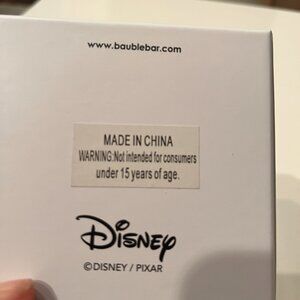 www.baublebar.com
MADE IN CHINA
WARNING:Not intended for consumers
under 15 years of age.
Disney
©DISNEY / PIXAR